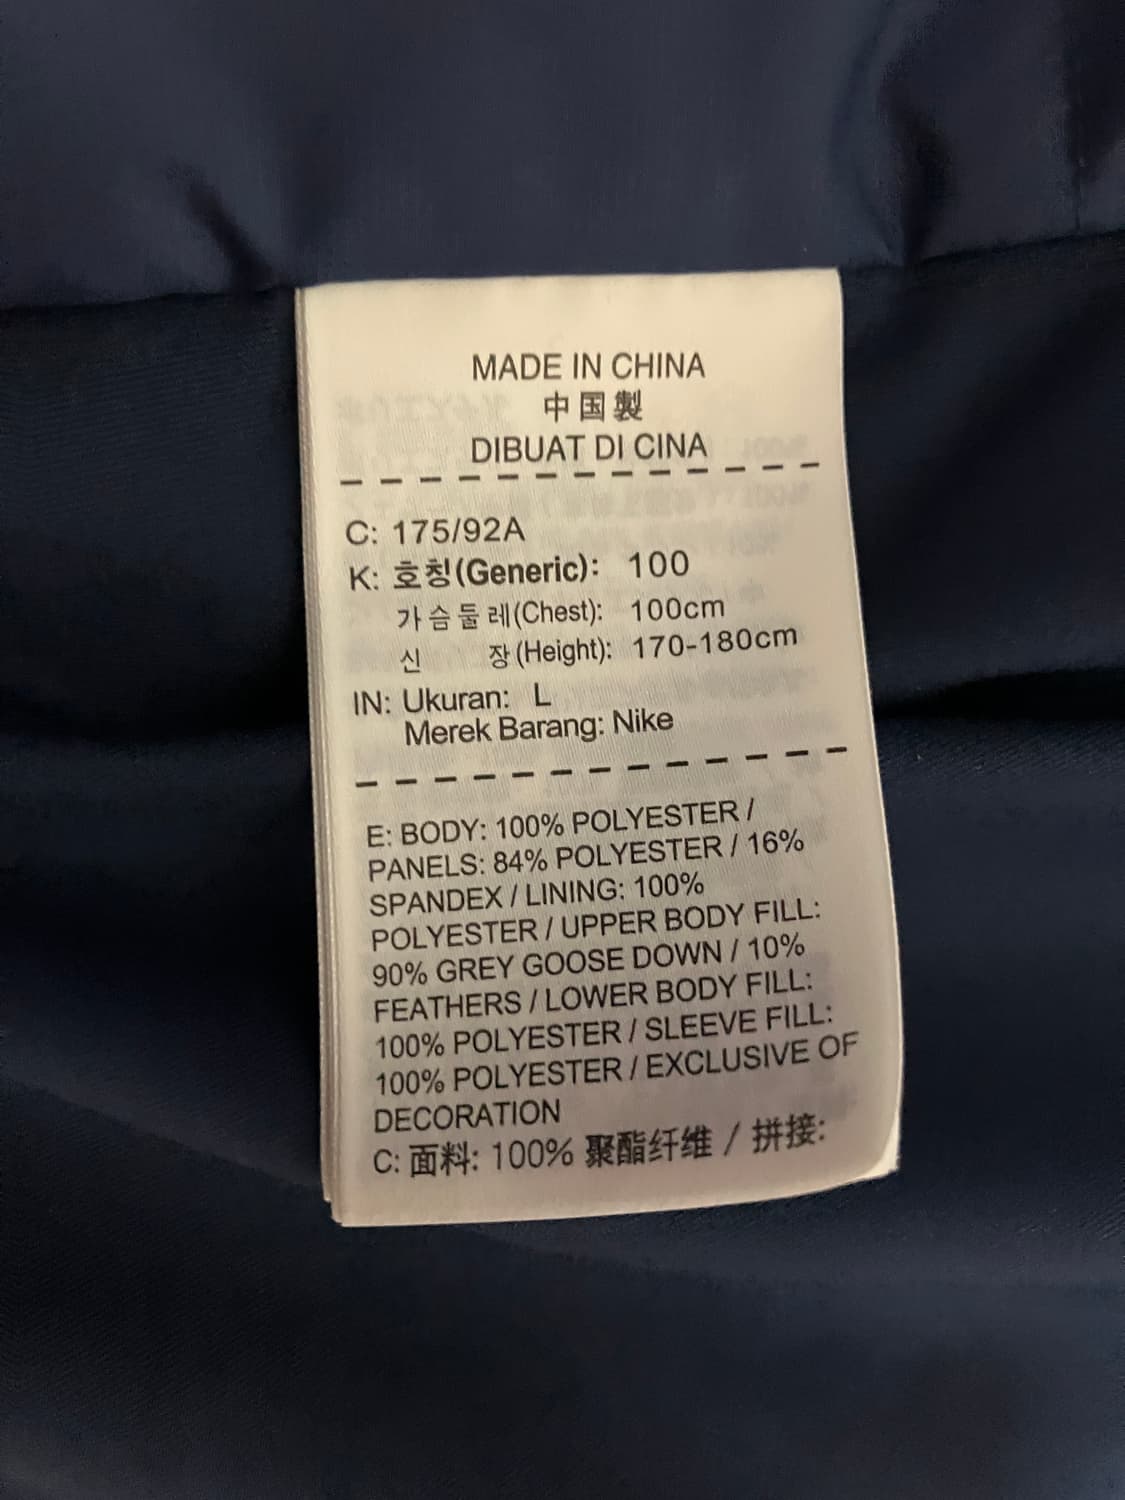 MADE IN CHINA
中国製
DIBUAT DI CINA
C: 175/92A
K: 호칭(Generic): 100
가슴둘레(Chest): 100cm
신 장(Height): 170-180cm
IN: Ukuran: L
Merek Barang: Nike
E: BODY: 100% POLYESTER /
PANELS: 84% POLYESTER / 16%
SPANDEX / LINING: 100%
POLYESTER / UPPER BODY FILL:
90% GREY GOOSE DOWN / 10%
FEATHERS / LOWER BODY FILL:
100% POLYESTER / SLEEVE FILL:
100% POLYESTER / EXCLUSIVE OF
DECORATION
C: 面料: 100% 聚酯纤维 / 拼接: